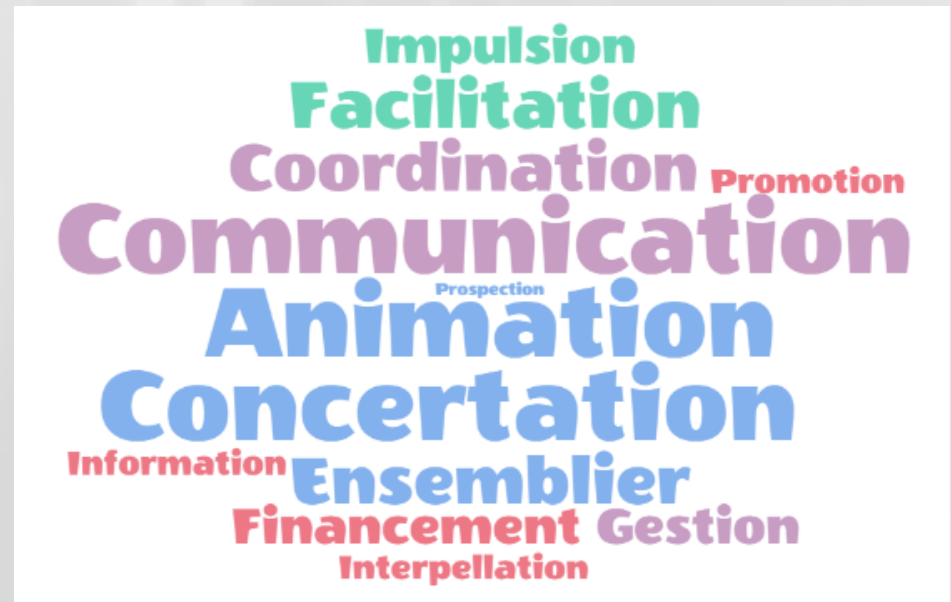 Impulsion
Facilitation
Coordination
Promotion
Communication
Prospection
Animation
Concertation
Information
Ensemblier
Financement
Gestion
Interpellation